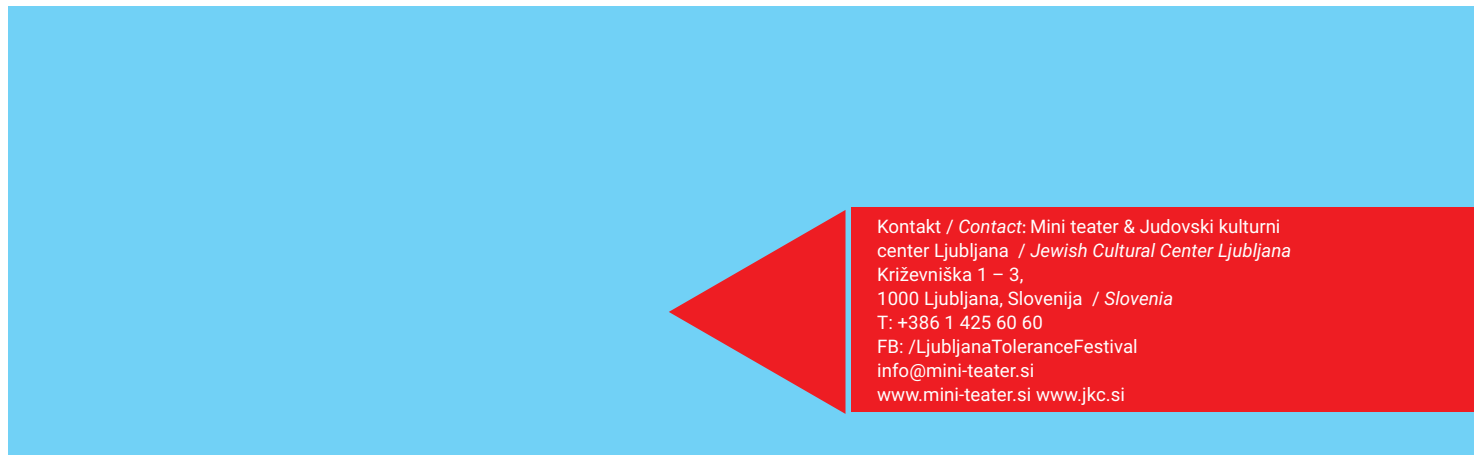 Kontakt / Contact: Mini teater & Judovski kulturni
center Ljubljana / Jewish Cultural Center Ljubljana
Križevniška 1 – 3,
1000 Ljubljana, Slovenija / Slovenia
T: +386 1 425 60 60
FB: /LjubljanaToleranceFestival
info@mini-teater.si
www.mini-teater.si www.jkc.si